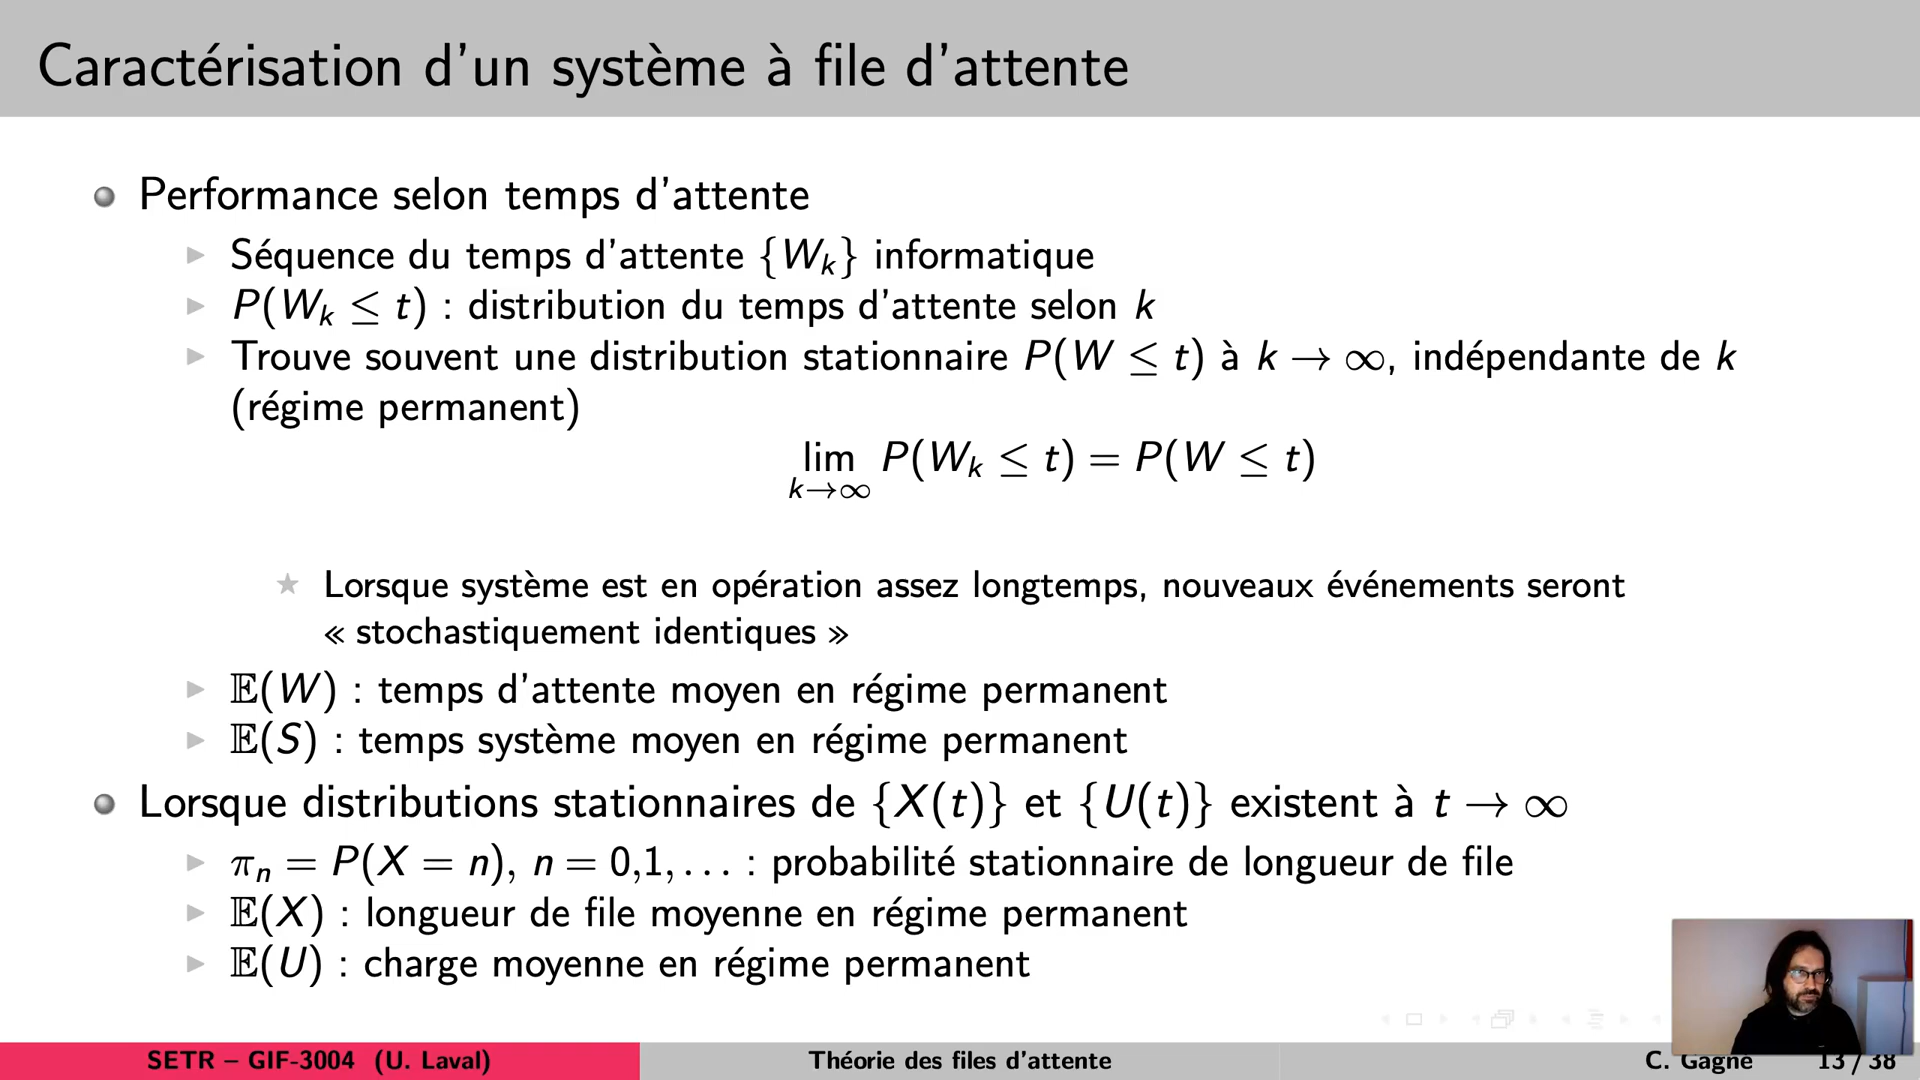 Caractérisation d'un système à file d'attente
Performance selon temps d'attente
Séquence du temps d'attente {W_k} informatique
P(W_k ≤ t) : distribution du temps d'attente selon k
Trouve souvent une distribution stationnaire P(W ≤ t) à k → ∞, indépendante de k
(régime permanent)
lim_{k→∞} P(W_k ≤ t) = P(W ≤ t)
Lorsque système est en opération assez longtemps, nouveaux événements seront
« stochastiquement identiques »
𝔼(W) : temps d'attente moyen en régime permanent
𝔼(S) : temps système moyen en régime permanent
Lorsque distributions stationnaires de {X(t)} et {U(t)} existent à t → ∞
π_n = P(X = n), n = 0,1,... : probabilité stationnaire de longueur de file
𝔼(X) : longueur de file moyenne en régime permanent
𝔼(U) : charge moyenne en régime permanent
SETR – GIF-3004 (U. Laval) Théorie des files d'attente C. Gagné 13 / 38